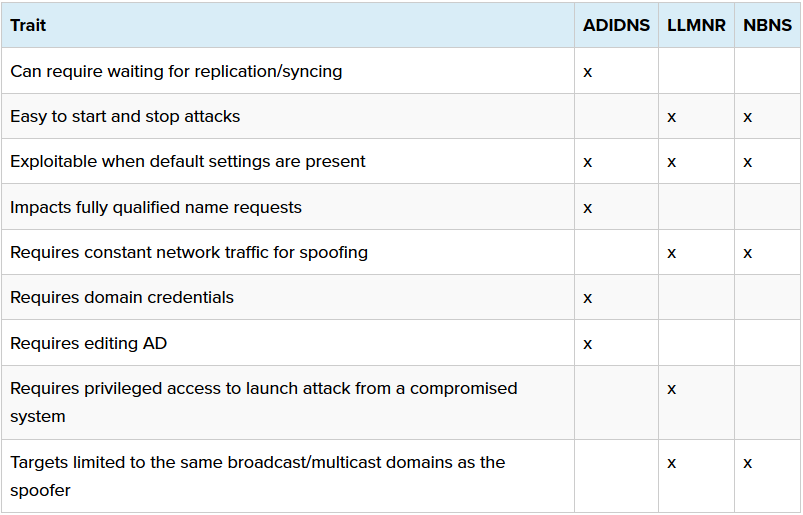 Trait ADIDNS LLMNR NBNS
Can require waiting for replication/syncing x
Easy to start and stop attacks x x
Exploitable when default settings are present x x x
Impacts fully qualified name requests x
Requires constant network traffic for spoofing x x
Requires domain credentials x
Requires editing AD x
Requires privileged access to launch attack from a compromised x
system
Targets limited to the same broadcast/multicast domains as the x x
spoofer